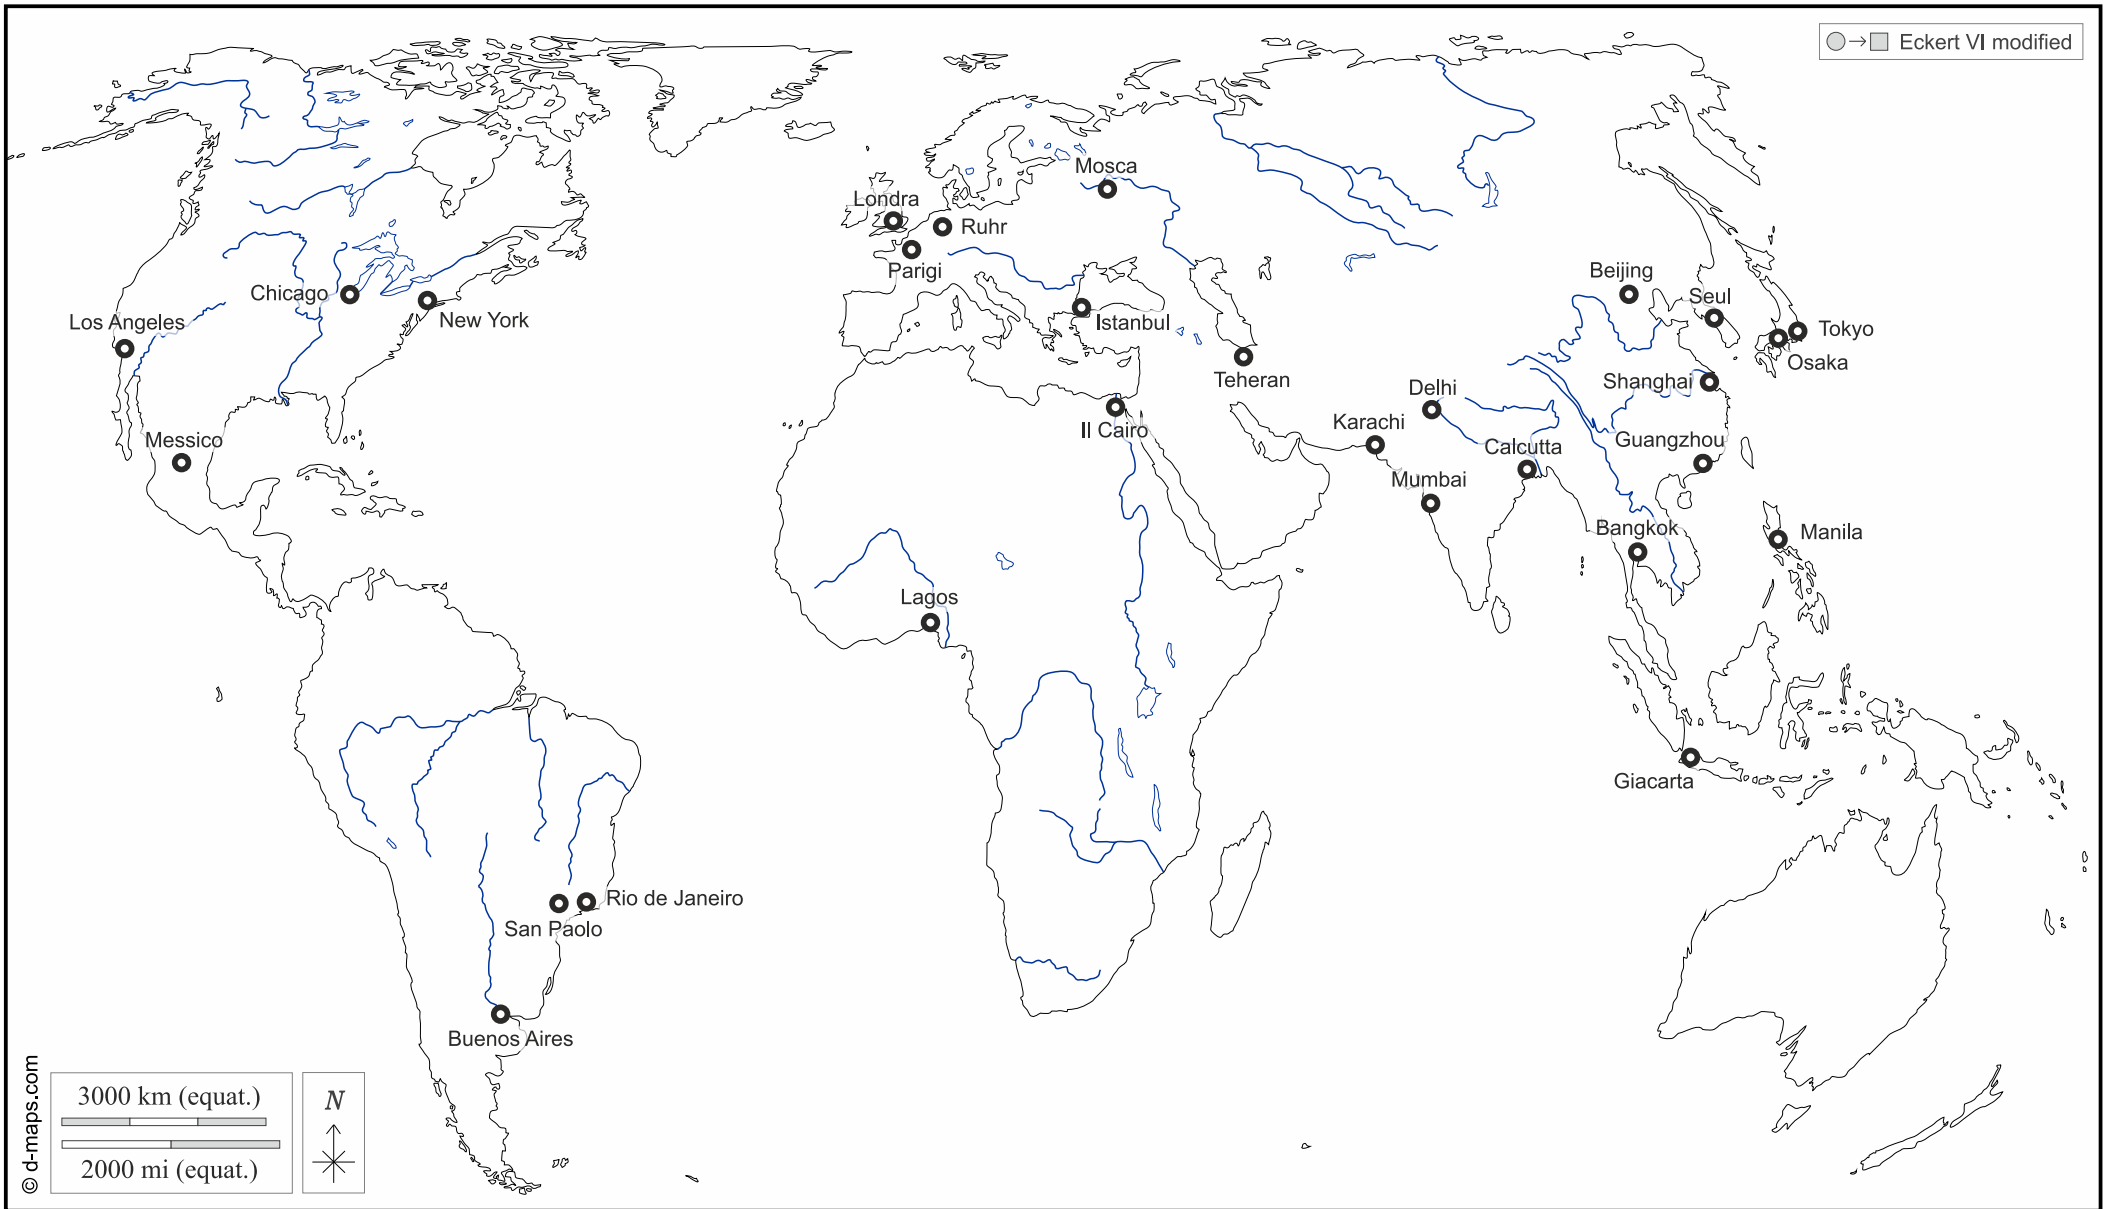 Eckert VI modified
Mosca
Londra
Ruhr
Parigi
Beijing
Chicago
Seul
Los Angeles
New York
Istanbul
Tokyo
Osaka
Teheran
Shanghai
Delhi
Karachi
Il Cairo
Messico
Guangzhou
Calcutta
Mumbai
Bangkok
Manila
Lagos
Giacarta
Rio de Janeiro
San Paolo
Buenos Aires
© d-maps.com
3000 km (equat.)
2000 mi (equat.)
N